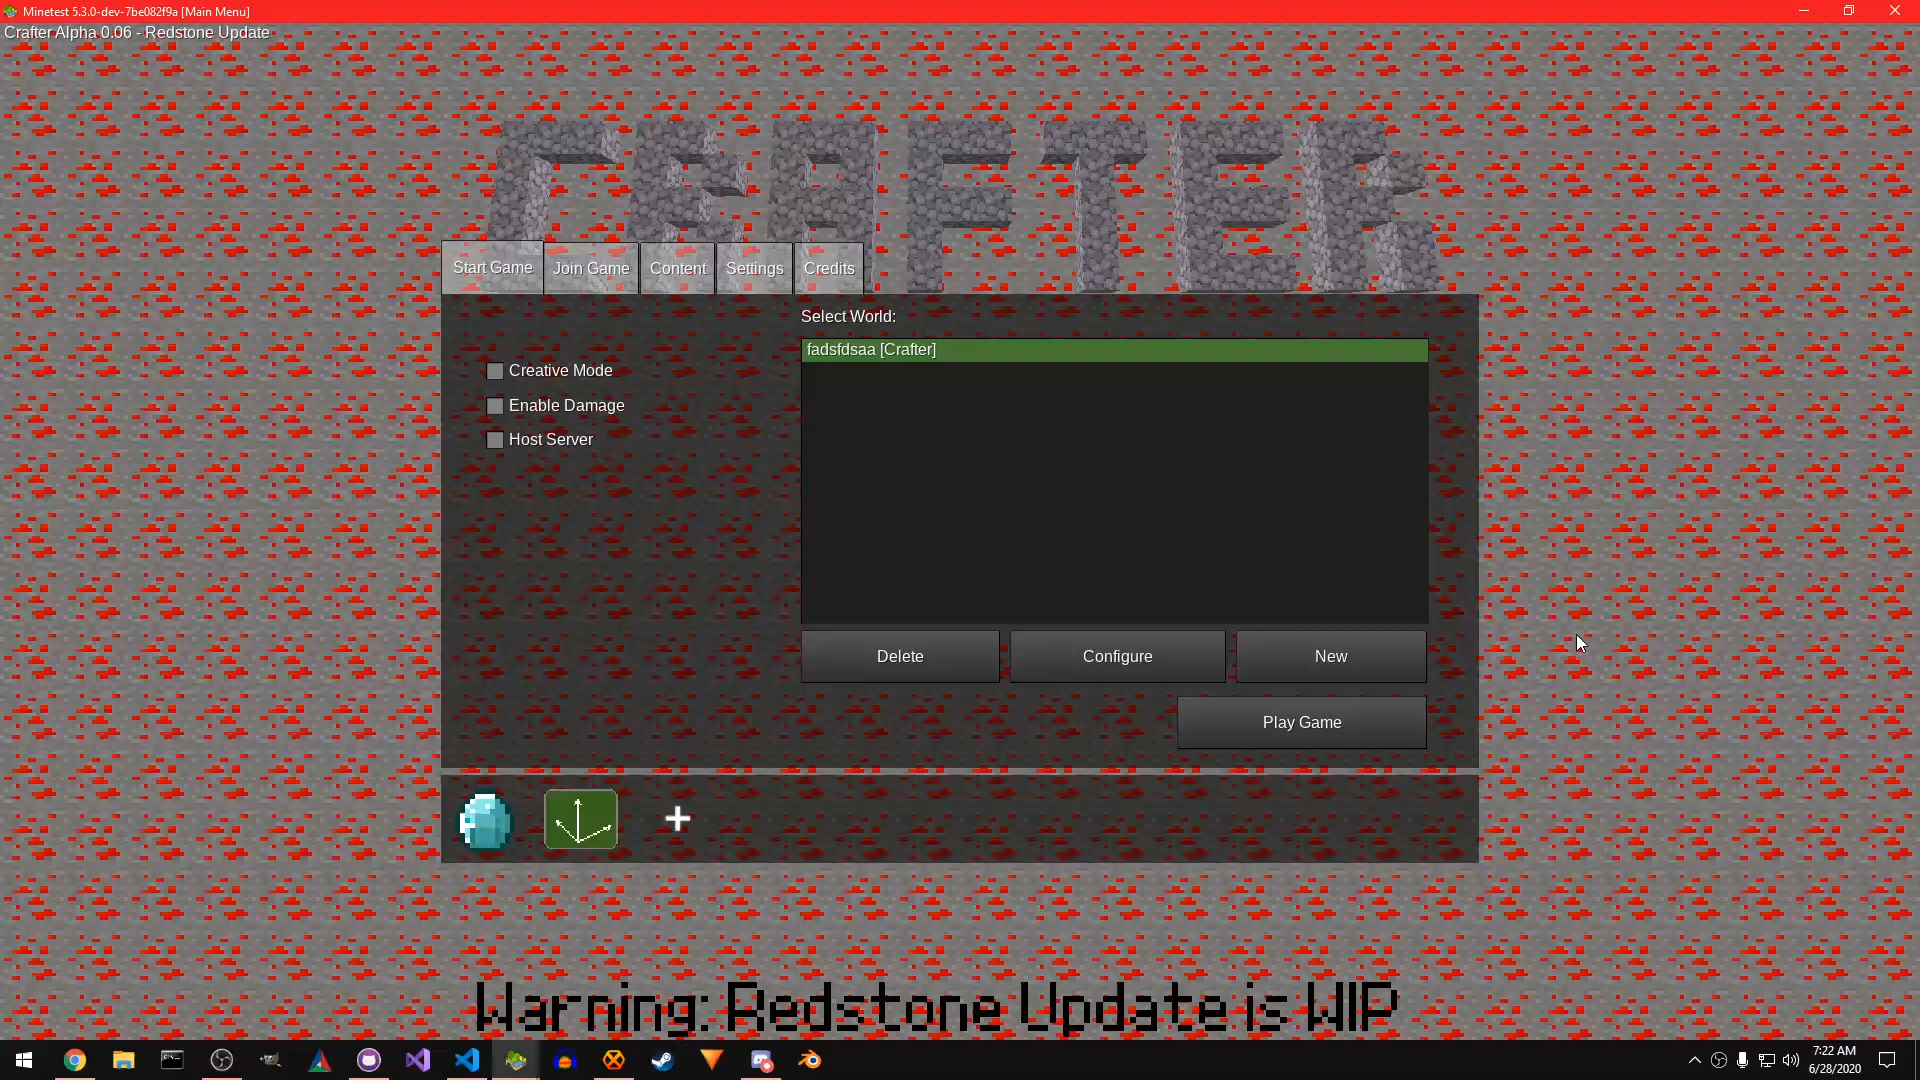 Minetest 5.3.0-dev-7be082f9a [Main Menu]
Crafter Alpha 0.06 - Redstone Update
CRAFTER
Start Game
Join Game
Content
Settings
Credits
Select World:
fadsfdsaa [Crafter]
Creative Mode
Enable Damage
Host Server
Delete
Configure
New
Play Game
Warning: Redstone Update is WIP
7:22 AM
6/28/2020